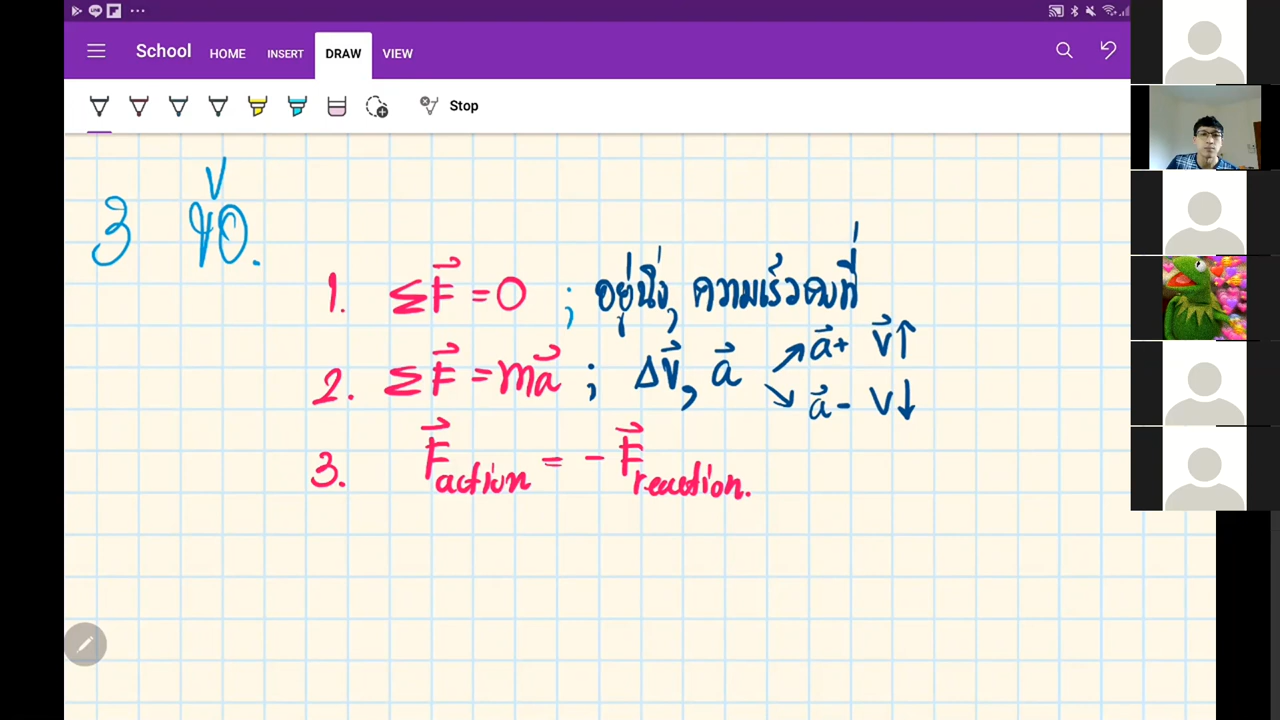 School HOME INSERT DRAW VIEW
Stop
3 ข้อ.
1. ΣF⃗ = 0 ; อยู่นิ่ง, ความเร็วคงที่
2. ΣF⃗ = ma⃗ ; Δv⃗, a⃗ ↗ a⃗+ v⃗↑
↘ a⃗- v↓
3. F⃗action = - F⃗reaction.